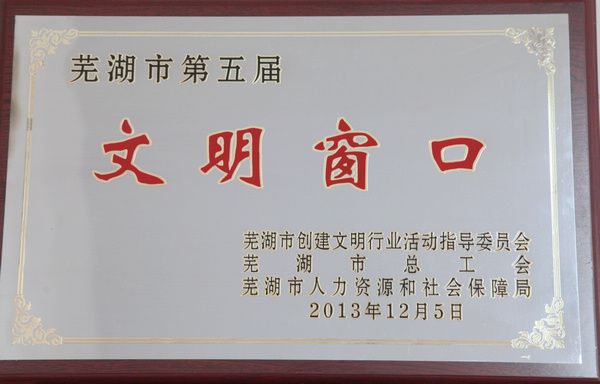 芜湖市第五届
文明窗口
芜湖市创建文明行业活动指导委员会
芜湖市总工会
芜湖市人力资源和社会保障局
2013年12月5日